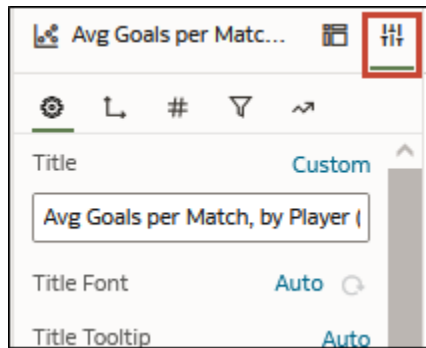 Avg Goals per Matc...
#
Title Custom
Avg Goals per Match, by Player (
Title Font Auto
Title Tooltip Auto